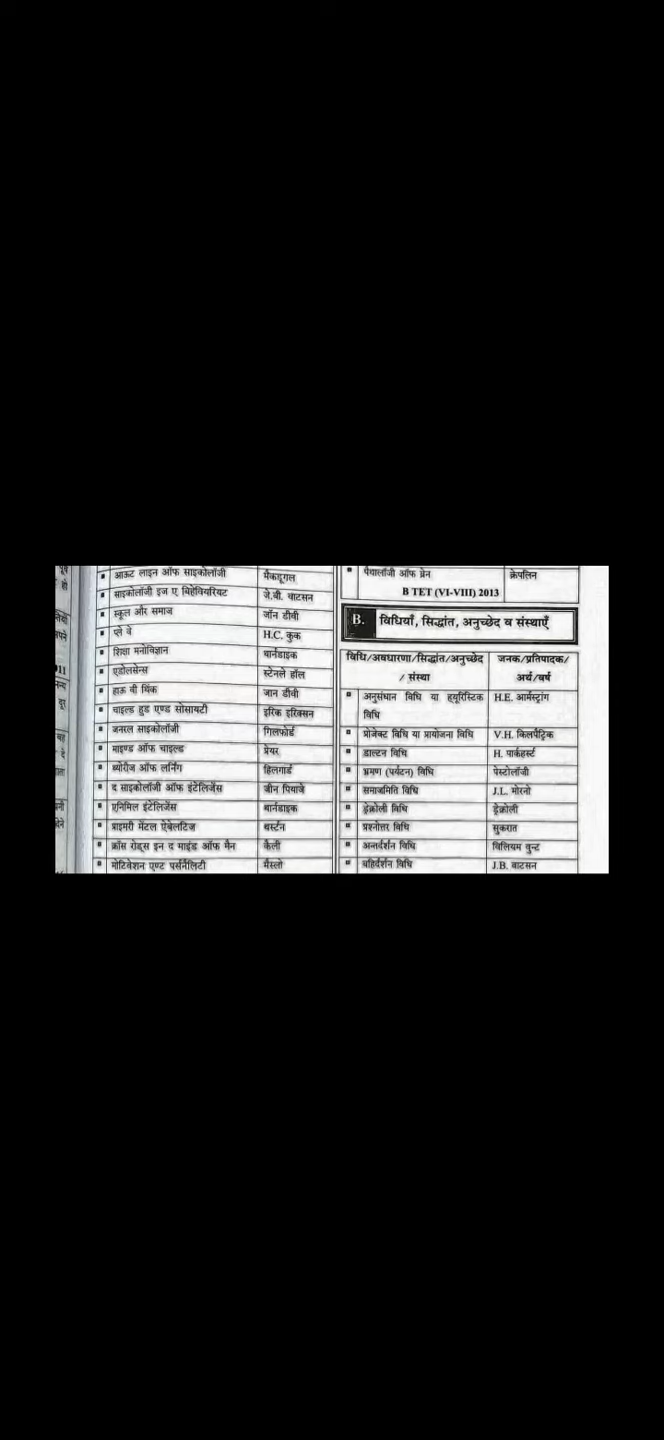 आऊट लाइन ऑफ साइकोलॉजी मैकडूगल
साइकोलॉजी इज ए बिहेवियरियट जे.बी. वाटसन
स्कूल और समाज जॉन डीवी
प्ले वे H.C. कुक
शिक्षा मनोविज्ञान थार्नडाइक
एडोलसेन्स स्टेनले हॉल
हाऊ वी थिंक जान डीवी
चाइल्ड हुड एण्ड सोसायटी इरिक इरिक्सन
जनरल साइकोलॉजी गिलफोर्ड
माइण्ड ऑफ चाइल्ड प्रेयर
थ्योरीज ऑफ लर्निंग हिलगार्ड
द साइकोलॉजी ऑफ इंटेलिजेंस जीन पियाजे
एनिमिल इंटेलिजेंस थार्नडाइक
प्राइमरी मेंटल ऐबेलटिज थर्स्टन
क्रॉस रोड्स इन द माइंड ऑफ मैन कैली
मोटिवेशन एण्ट पर्सनैलिटी मैस्लो
पैथालॉजी ऑफ ब्रेन क्रेपलिन
B TET (VI-VIII) 2013
B. विधियाँ, सिद्धांत, अनुच्छेद व संस्थाएँ
विधि/अवधारणा/सिद्धांत/अनुच्छेद जनक/प्रतिपादक/
/ संस्था अर्थ/वर्ष
अनुसंधान विधि या हयूरिस्टिक H.E. आर्मस्ट्रांग
विधि
प्रोजेक्ट विधि या प्रायोजना विधि V.H. किलपैट्रिक
डाल्टन विधि H. पार्कहर्स्ट
भ्रमण (पर्यटन) विधि पेस्टोलॉजी
समाजमिति विधि J.L. मोरनो
ड्रेक्रोली विधि ड्रेक्रोली
प्रश्नोत्तर विधि सुकरात
अन्तर्दर्शन विधि विलियम वुन्ट
बहिर्दर्शन विधि J.B. वाटसन